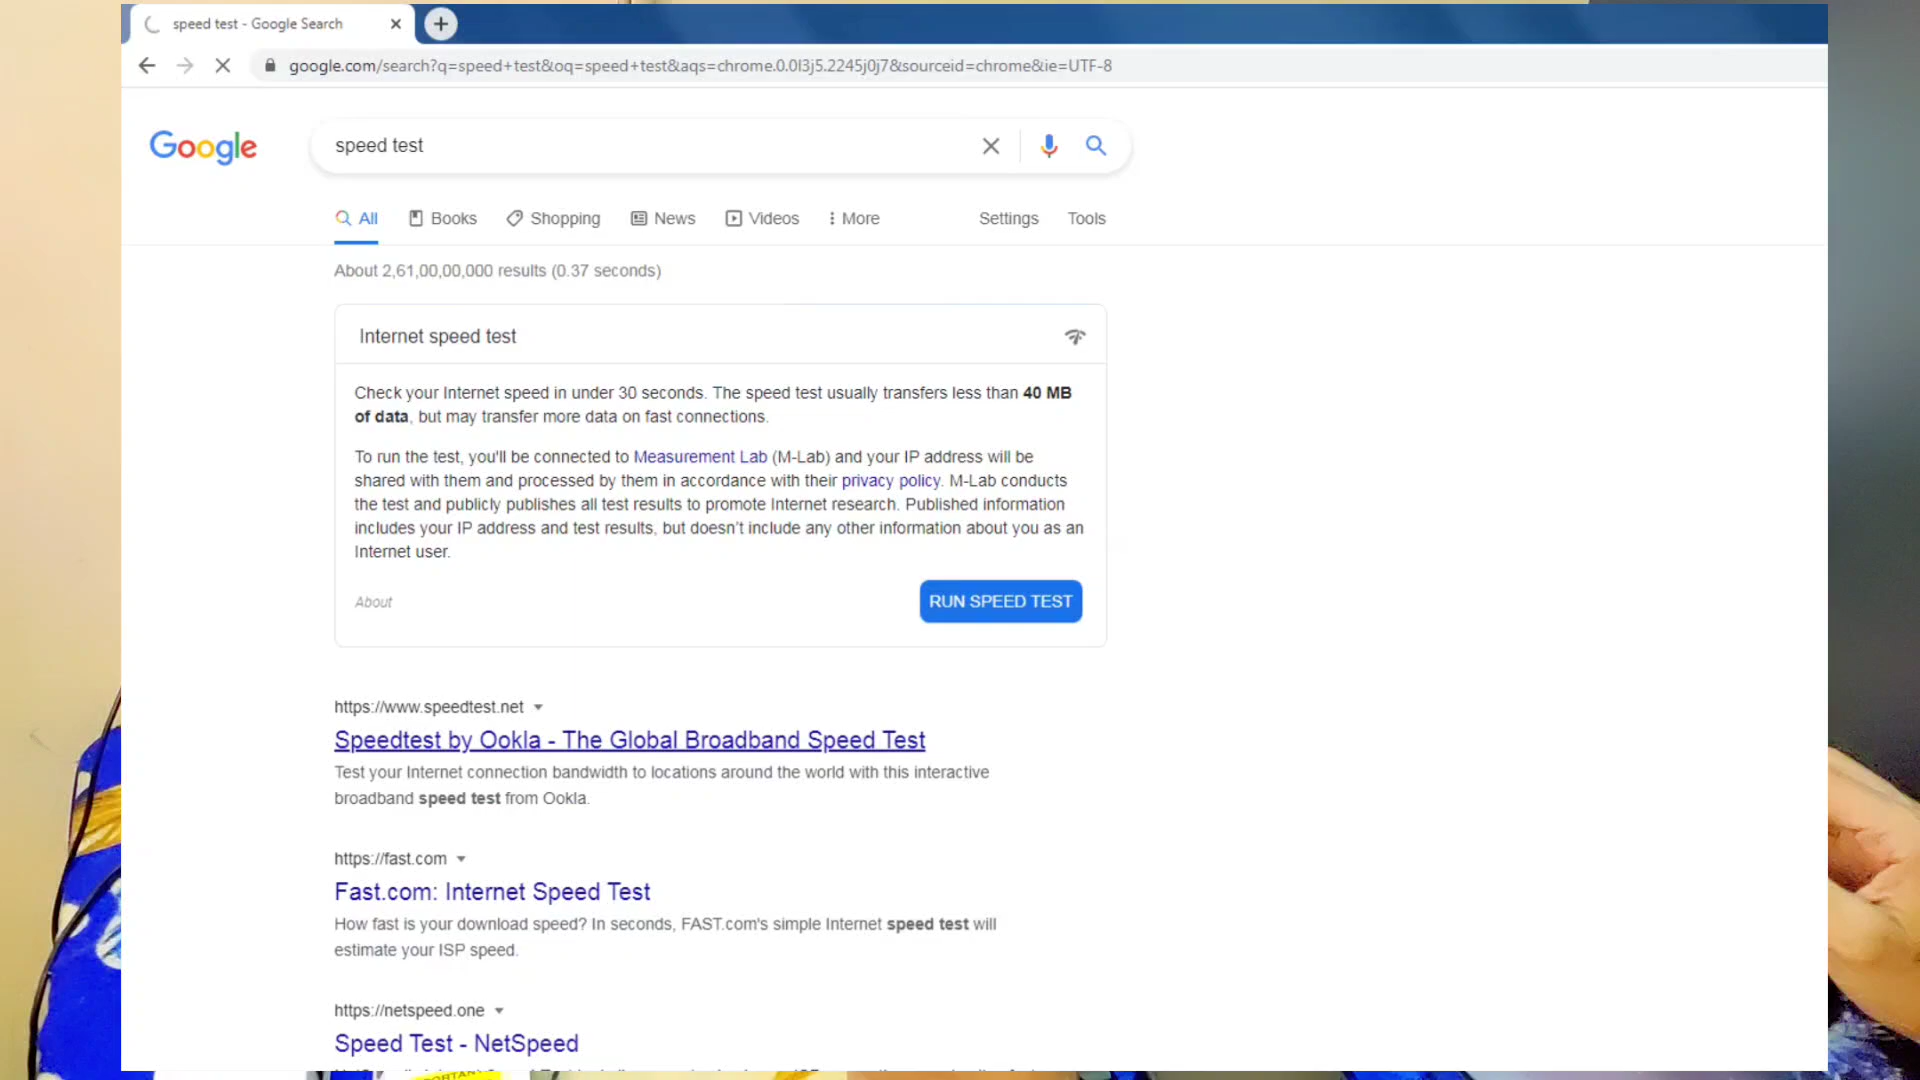 speed test - Google Search
google.com/search?q=speed+test&oq=speed+test&aqs=chrome.0.0l3j5.2245j0j7&sourceid=chrome&ie=UTF-8
Google
speed test
All Books Shopping News Videos More Settings Tools
About 2,61,00,00,000 results (0.37 seconds)
Internet speed test
Check your Internet speed in under 30 seconds. The speed test usually transfers less than 40 MB
of data, but may transfer more data on fast connections.
To run the test, you'll be connected to Measurement Lab (M-Lab) and your IP address will be
shared with them and processed by them in accordance with their privacy policy. M-Lab conducts
the test and publicly publishes all test results to promote Internet research. Published information
includes your IP address and test results, but doesn't include any other information about you as an
Internet user.
About
RUN SPEED TEST
https://www.speedtest.net
Speedtest by Ookla - The Global Broadband Speed Test
Test your Internet connection bandwidth to locations around the world with this interactive
broadband speed test from Ookla.
https://fast.com
Fast.com: Internet Speed Test
How fast is your download speed? In seconds, FAST.com's simple Internet speed test will
estimate your ISP speed.
https://netspeed.one
Speed Test - NetSpeed